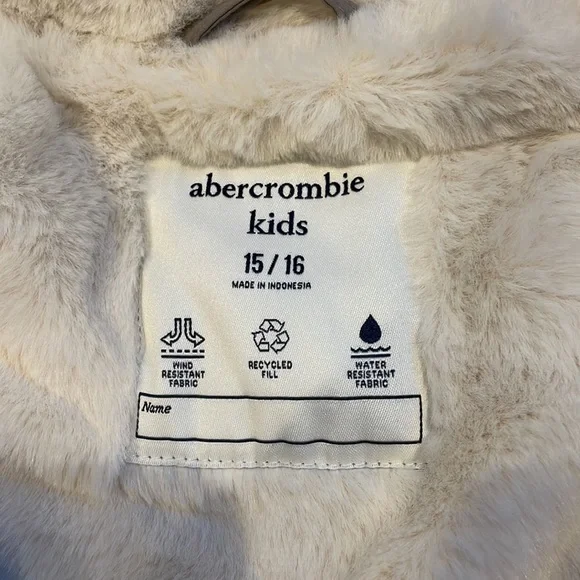 abercrombie
kids
15 / 16
MADE IN INDONESIA
WIND
RESISTANT
FABRIC
RECYCLED
FILL
WATER
RESISTANT
FABRIC
Name